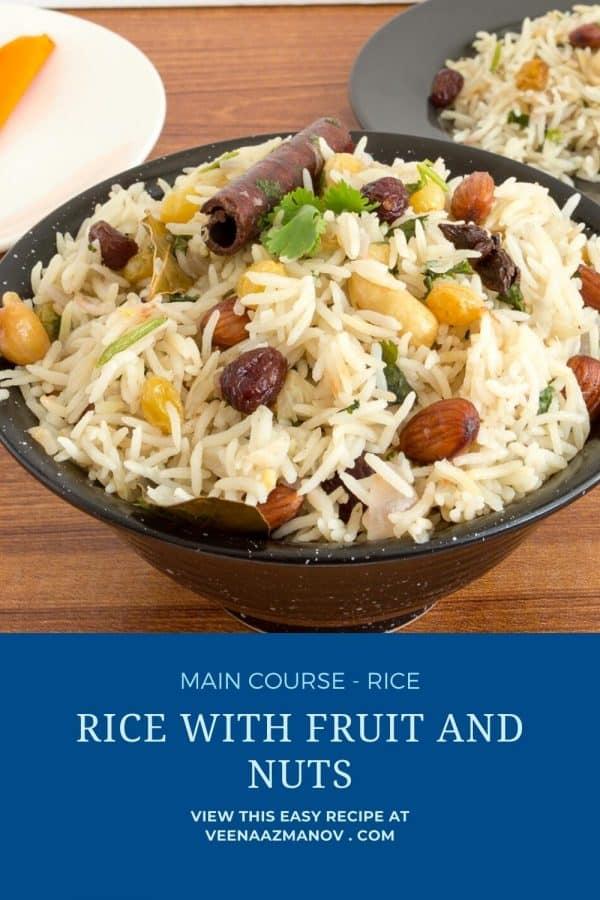 MAIN COURSE - RICE
RICE WITH FRUIT AND
NUTS
VIEW THIS EASY RECIPE AT
VEENAAZMANOV . COM